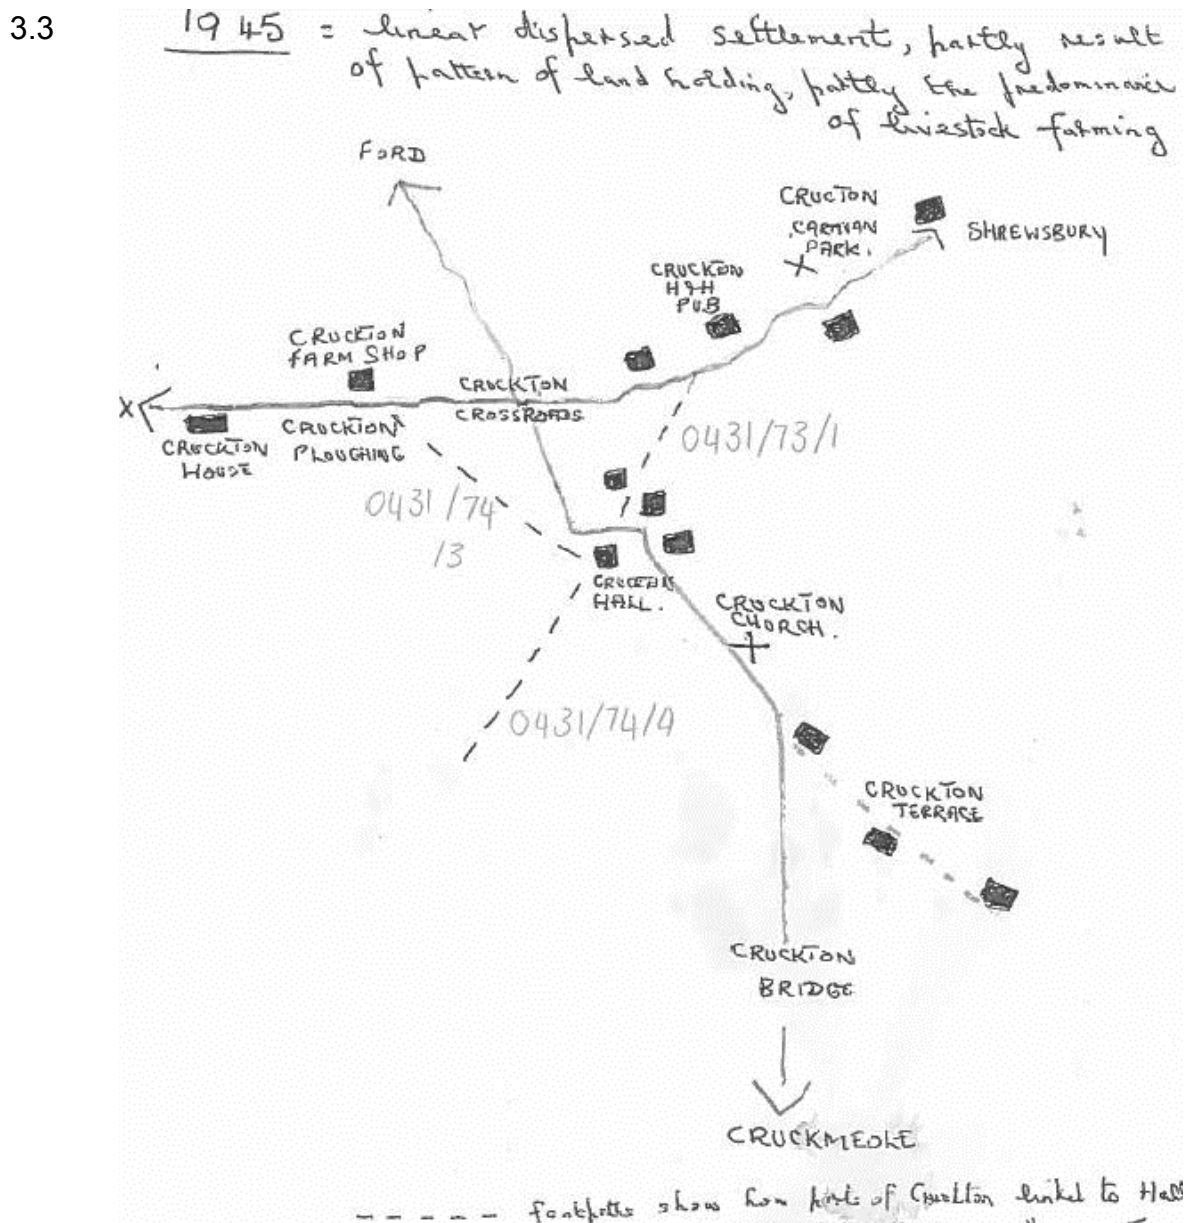 3.3
1945 = linear dispersed settlement, partly result
of pattern of land holding, partly the predominance
of livestock farming
FORD
CRUCTON
CARAVAN
PARK.
SHREWSBURY
CRUCKTON
PUB
CRUCKTON
FARM SHOP
CRUCKTON
CROSSROADS
X
CRUCKTON
HOUSE
CRUCKTON
PLOUGHING
0431/73/1
0431/74
/3
HALL.
CRUCKTON
CHURCH.
0431/74/4
CRUCKTON
TERRACE
CRUCKTON
BRIDGE
CRUCKMEOLE
----- footpaths show how parts of Cruckton linked to Hall